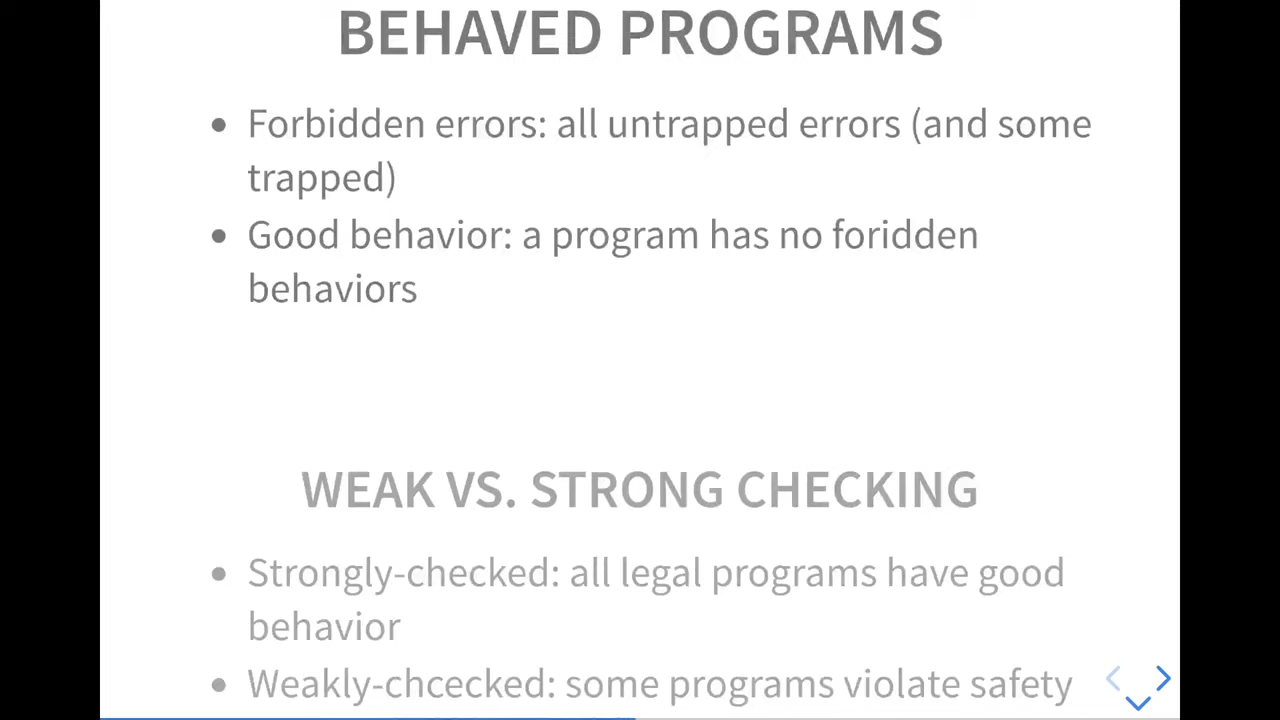 BEHAVED PROGRAMS
Forbidden errors: all untrapped errors (and some
trapped)
Good behavior: a program has no foridden
behaviors
WEAK VS. STRONG CHECKING
Strongly-checked: all legal programs have good
behavior
Weakly-chcecked: some programs violate safety